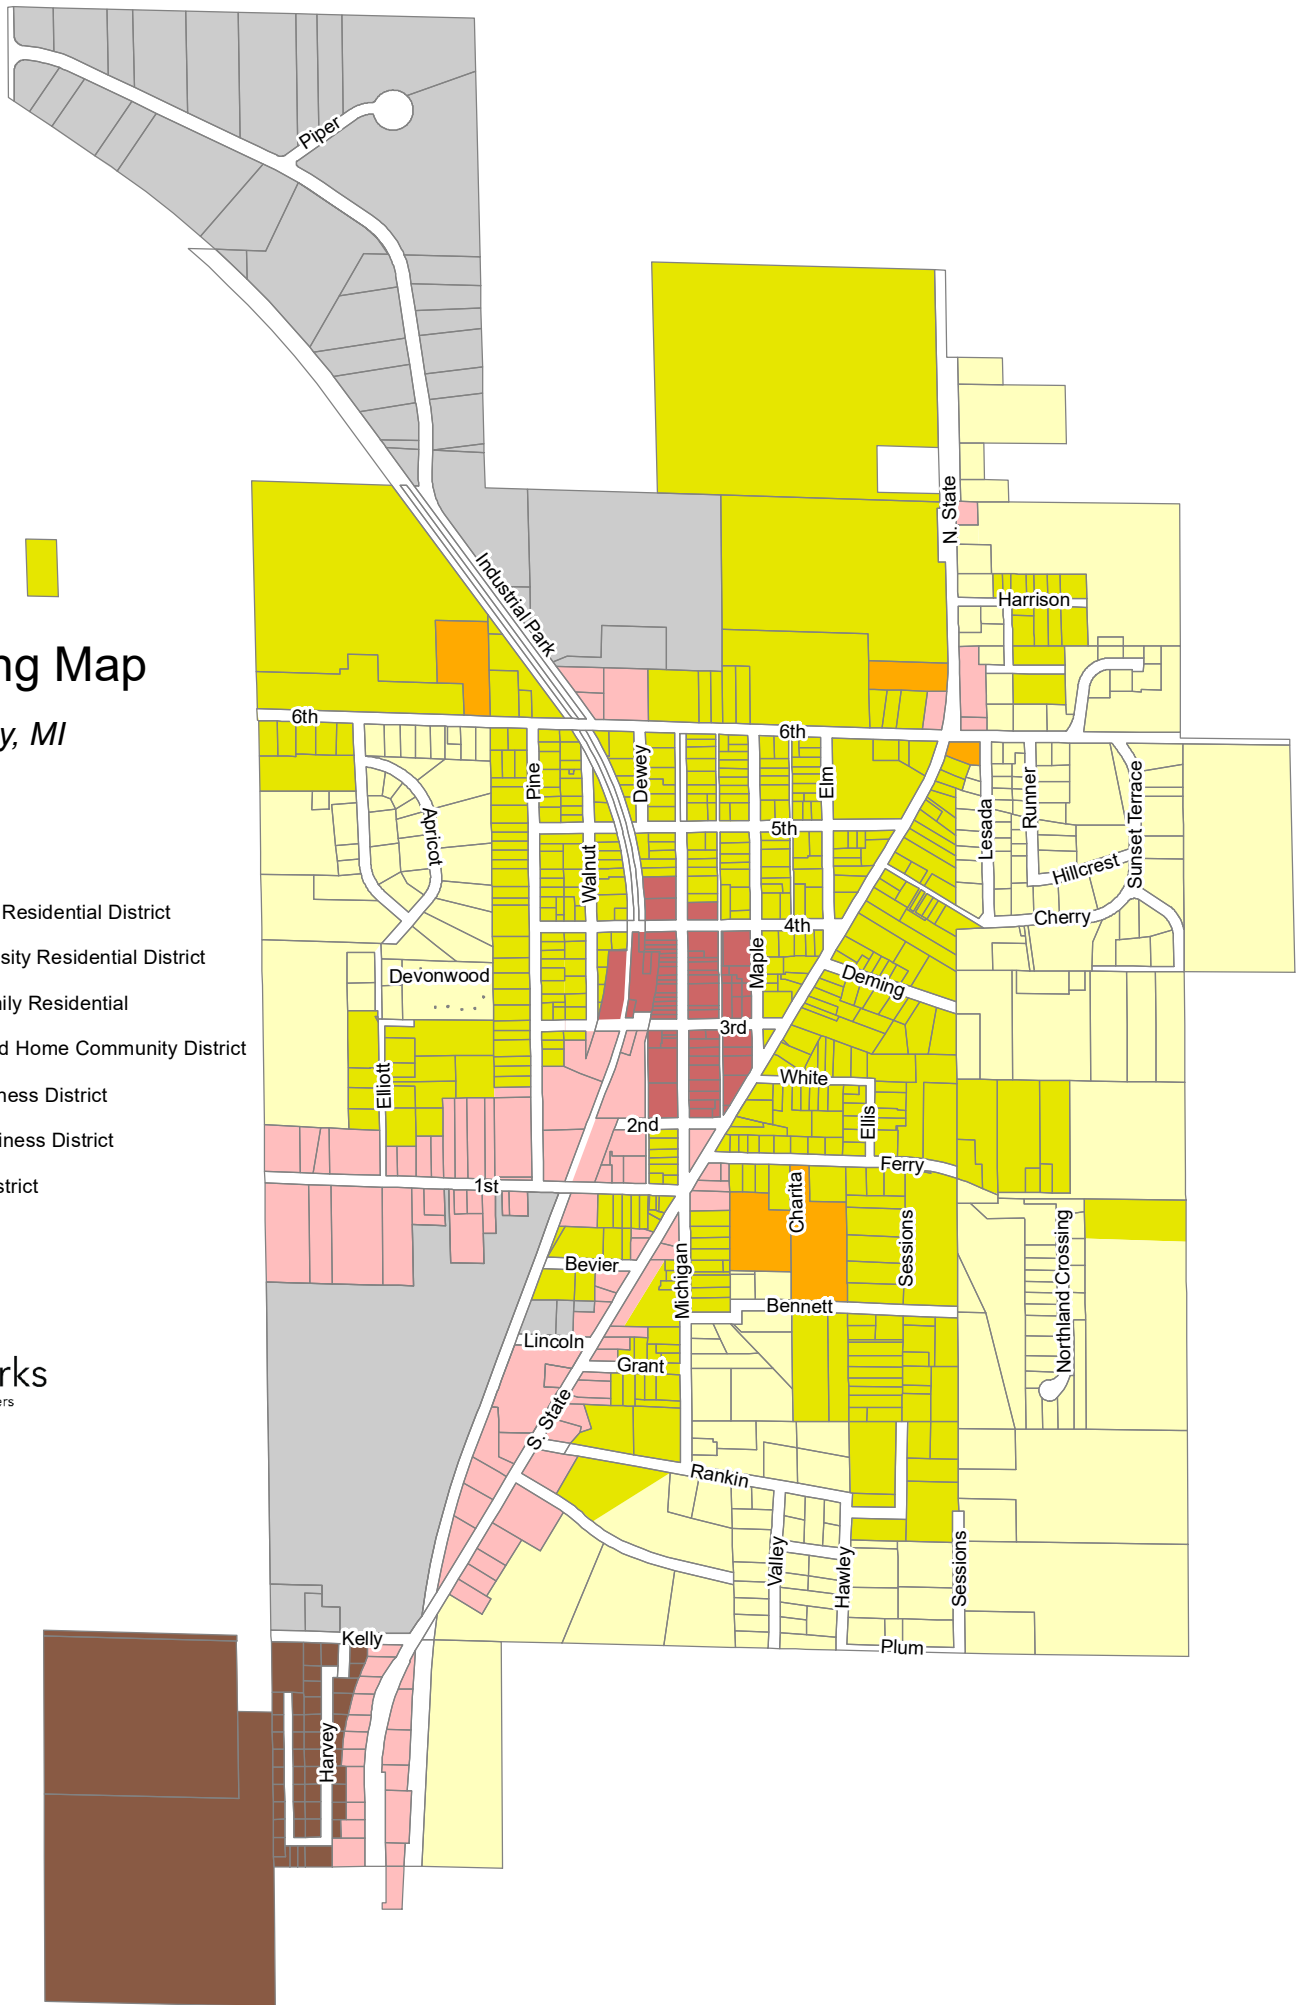 Piper
N. State
Industrial Park
Harrison
ng Map
6th
6th
y, MI
Pine
Dewey
Elm
Lesada
Runner
Sunset Terrace
Apricot
5th
Walnut
Hillcrest
Residential District
Cherry
4th
sity Residential District
Maple
Devonwood
Deming
ily Residential
3rd
d Home Community District
Elliott
White
ness District
Ellis
2nd
iness District
Ferry
strict
1st
Charita
Sessions
Northland Crossing
Bevier
Michigan
Bennett
Lincoln
Grant
rks
ers
S. State
Rankin
Valley
Hawley
Sessions
Kelly
Plum
Harvey